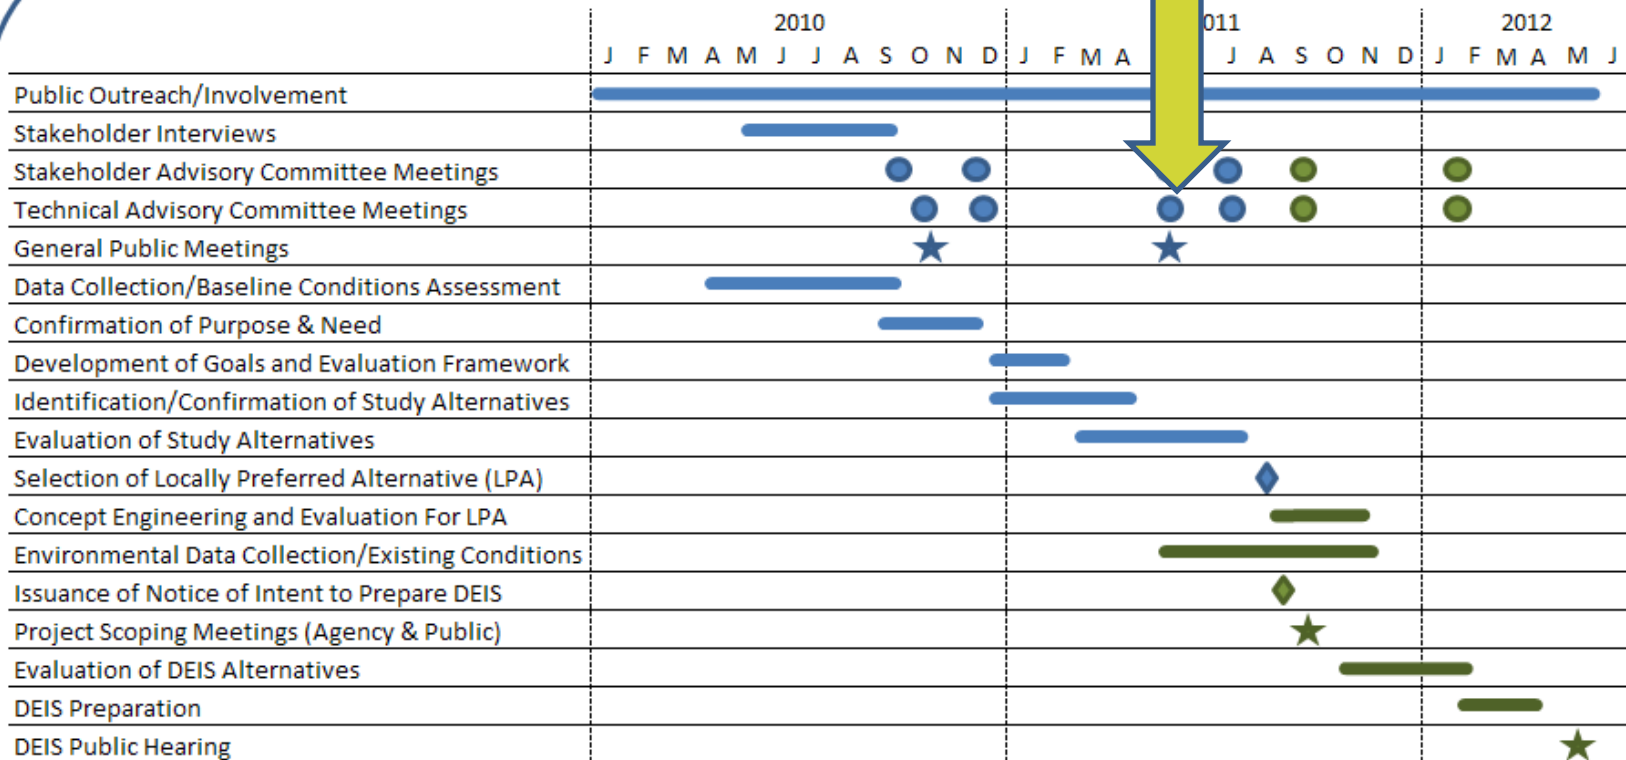 2010 011 2012
J F M A M J J A S O N D J F M A J A S O N D J F M A M J
Public Outreach/Involvement
Stakeholder Interviews
Stakeholder Advisory Committee Meetings
Technical Advisory Committee Meetings
General Public Meetings
Data Collection/Baseline Conditions Assessment
Confirmation of Purpose & Need
Development of Goals and Evaluation Framework
Identification/Confirmation of Study Alternatives
Evaluation of Study Alternatives
Selection of Locally Preferred Alternative (LPA)
Concept Engineering and Evaluation For LPA
Environmental Data Collection/Existing Conditions
Issuance of Notice of Intent to Prepare DEIS
Project Scoping Meetings (Agency & Public)
Evaluation of DEIS Alternatives
DEIS Preparation
DEIS Public Hearing